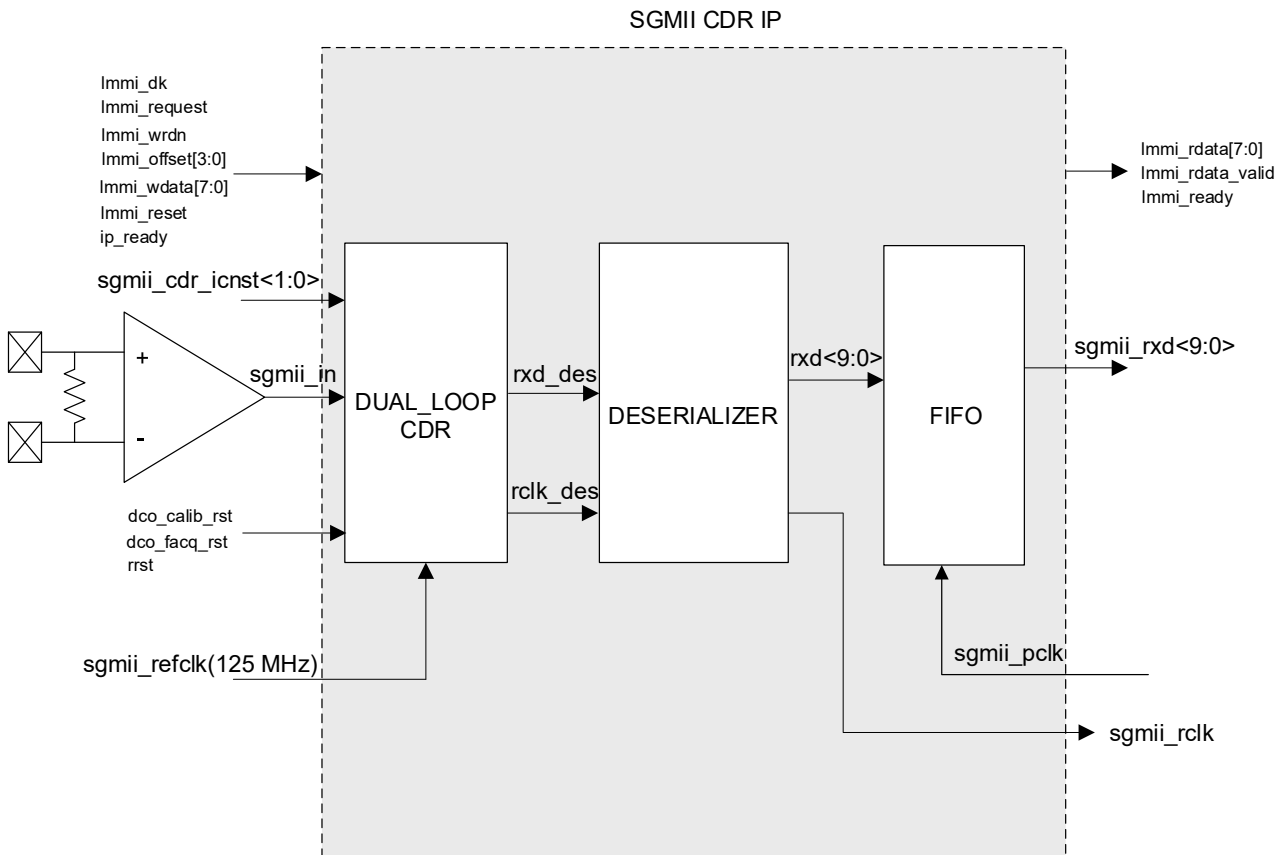 SGMII CDR IP
lmmi_clk
lmmi_request
lmmi_wrdn
lmmi_offset[3:0]
lmmi_wdata[7:0]
lmmi_reset
ip_ready
lmmi_rdata[7:0]
lmmi_rdata_valid
lmmi_ready
sgmii_cdr_icnst<1:0>
+
-
sgmii_in
DUAL_LOOP
CDR
rxd_des
rclk_des
DESERIALIZER
rxd<9:0>
FIFO
sgmii_rxd<9:0>
dco_calib_rst
dco_facq_rst
rrst
sgmii_refclk(125 MHz)
sgmii_pclk
sgmii_rclk